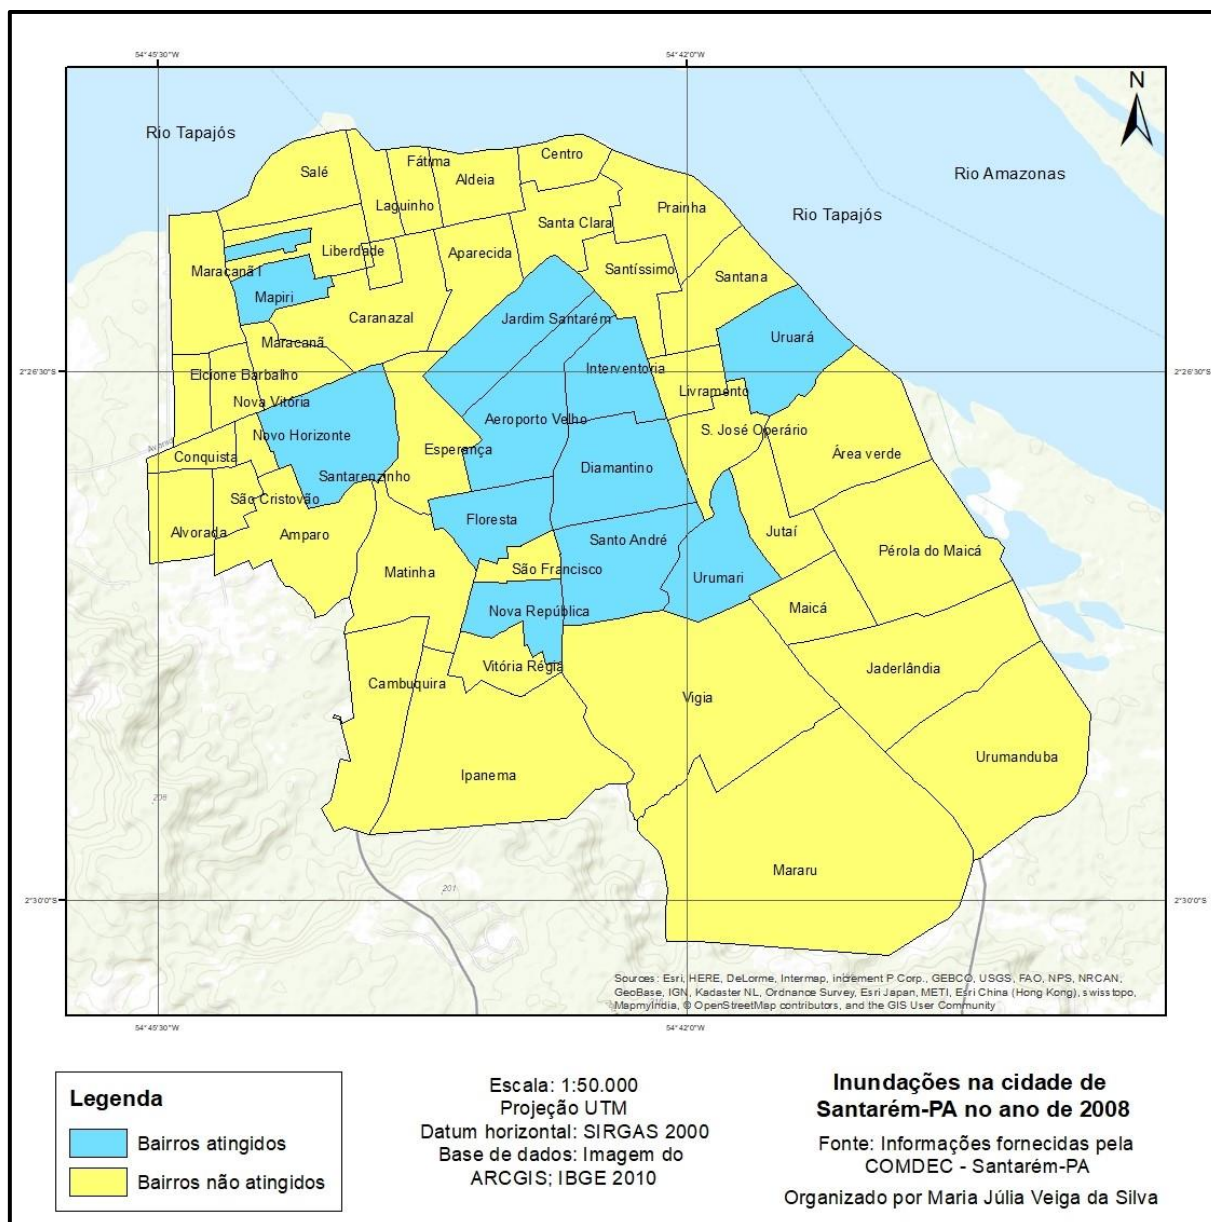 54°45'30"W
54°42'0"W
N
Rio Tapajós
Rio Amazonas
Rio Tapajós
Salé
Fátima
Centro
Aldeia
Laguinho
Prainha
Santa Clara
Liberdade
Aparecida
Maracanã I
Santíssimo
Santana
Mapiri
Caranazal
Jardim Santarém
Uruará
Maracanã
2°26'30"S
2°26'30"S
Elcione Barbalho
Interventoria
Livramento
Nova Vitória
Aeroporto Velho
Novo Horizonte
S. José Operário
Esperança
Área verde
Conquista
Diamantino
Santarenzinho
São Cristovão
Floresta
Alvorada
Amparo
Santo André
Jutaí
Pérola do Maicá
Matinha
São Francisco
Urumari
Nova República
Maicá
Vitória Régia
Jaderlândia
Cambuquira
Vigia
Urumanduba
Ipanema
206
Mararu
201
2°30'0"S
2°30'0"S
Sources: Esri, HERE, DeLorme, Intermap, increment P Corp., GEBCO, USGS, FAO, NPS, NRCAN,
GeoBase, IGN, Kadaster NL, Ordnance Survey, Esri Japan, METI, Esri China (Hong Kong), swisstopo,
MapmyIndia, © OpenStreetMap contributors, and the GIS User Community
54°45'30"W
54°42'0"W
Legenda
Bairros atingidos
Bairros não atingidos
Escala: 1:50.000
Projeção UTM
Datum horizontal: SIRGAS 2000
Base de dados: Imagem do
ARCGIS; IBGE 2010
Inundações na cidade de
Santarém-PA no ano de 2008
Fonte: Informações fornecidas pela
COMDEC - Santarém-PA
Organizado por Maria Júlia Veiga da Silva